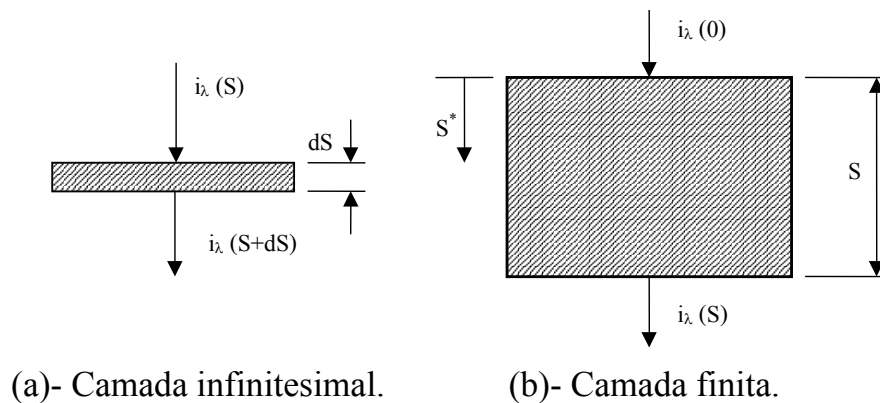 i_λ (S)
dS
i_λ (S+dS)
i_λ (0)
S*
S
i_λ (S)
(a)- Camada infinitesimal.
(b)- Camada finita.